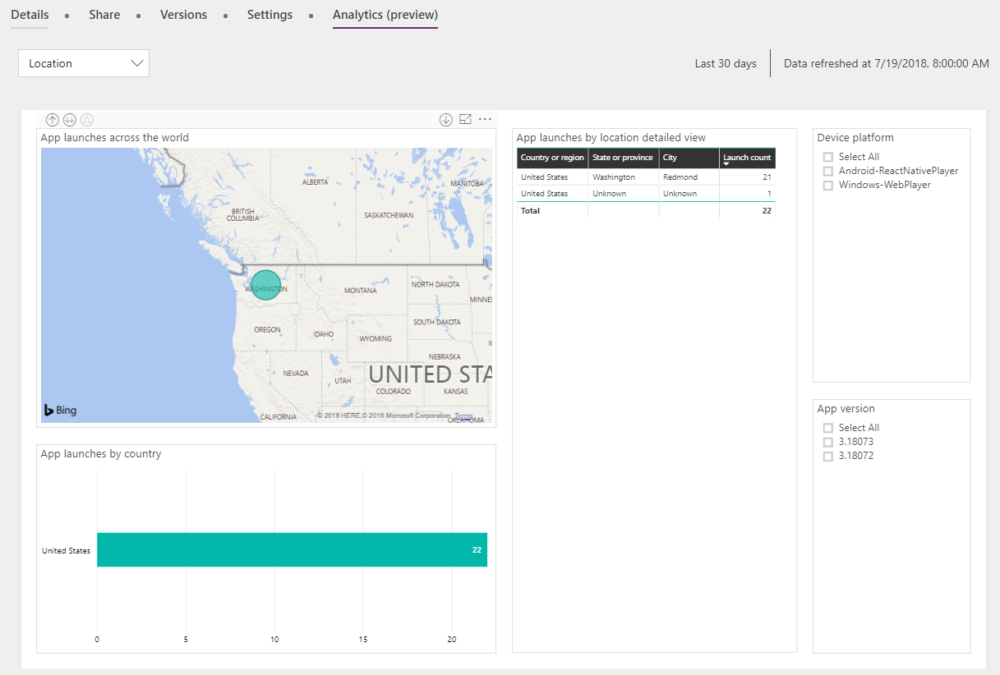 Details • Share • Versions • Settings • Analytics (preview)
Location
Last 30 days
Data refreshed at 7/19/2018, 8:00:00 AM
App launches across the world
ALBERTA
MANITOBA
BRITISH
COLUMBIA
SASKATCHEWAN
WASHINGTON
MONTANA
NORTH DAKOTA
MINNES
OREGON
IDAHO
SOUTH DAKOTA
WYOMING
NEBRASKA
NEVADA
UTAH
UNITED STA
COLORADO
KANSAS
CALIFORNIA
OKLAHOMA
Bing
© 2018 HERE,© 2018 Microsoft Corporation Terms
App launches by country
United States
22
0 5 10 15 20
App launches by location detailed view
Country or region State or province City Launch count
United States Washington Redmond 21
United States Unknown Unknown 1
Total 22
Device platform
Select All
Android-ReactNativePlayer
Windows-WebPlayer
App version
Select All
3.18073
3.18072